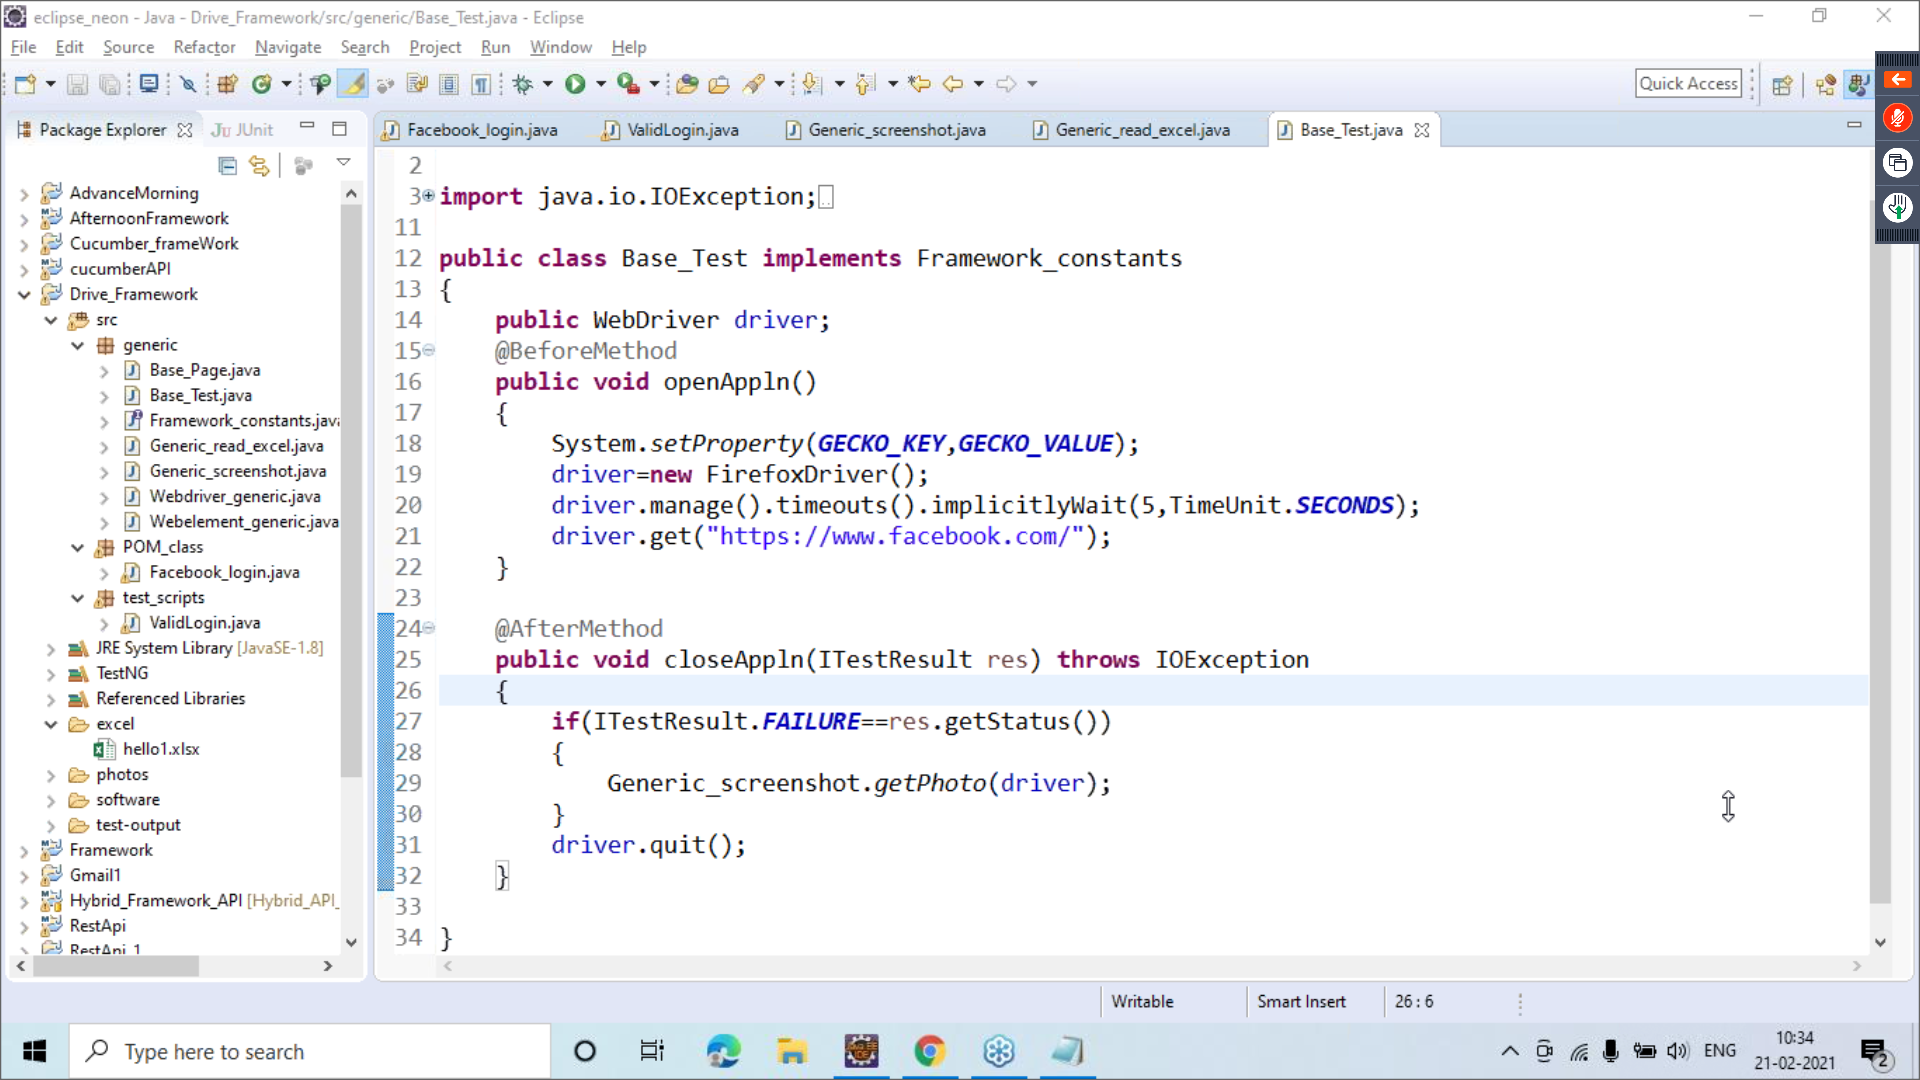 eclipse_neon - Java - Drive_Framework/src/generic/Base_Test.java - Eclipse
File Edit Source Refactor Navigate Search Project Run Window Help
Quick Access
Package Explorer JUnit
Facebook_login.java ValidLogin.java Generic_screenshot.java Generic_read_excel.java Base_Test.java
AdvanceMorning
AfternoonFramework
Cucumber_frameWork
cucumberAPI
Drive_Framework
src
generic
Base_Page.java
Base_Test.java
Framework_constants.java
Generic_read_excel.java
Generic_screenshot.java
Webdriver_generic.java
Webelement_generic.java
POM_class
Facebook_login.java
test_scripts
ValidLogin.java
JRE System Library [JavaSE-1.8]
TestNG
Referenced Libraries
excel
hello1.xlsx
photos
software
test-output
Framework
Gmail1
Hybrid_Framework_API [Hybrid_API_
RestApi
RestApi_1
2
3 import java.io.IOException;
11
12 public class Base_Test implements Framework_constants
13 {
14 public WebDriver driver;
15 @BeforeMethod
16 public void openAppln()
17 {
18 System.setProperty(GECKO_KEY,GECKO_VALUE);
19 driver=new FirefoxDriver();
20 driver.manage().timeouts().implicitlyWait(5,TimeUnit.SECONDS);
21 driver.get("https://www.facebook.com/");
22 }
23
24 @AfterMethod
25 public void closeAppln(ITestResult res) throws IOException
26 {
27 if(ITestResult.FAILURE==res.getStatus())
28 {
29 Generic_screenshot.getPhoto(driver);
30 }
31 driver.quit();
32 }
33
34 }
Writable Smart Insert 26 : 6
Type here to search
ENG
10:34
21-02-2021
2